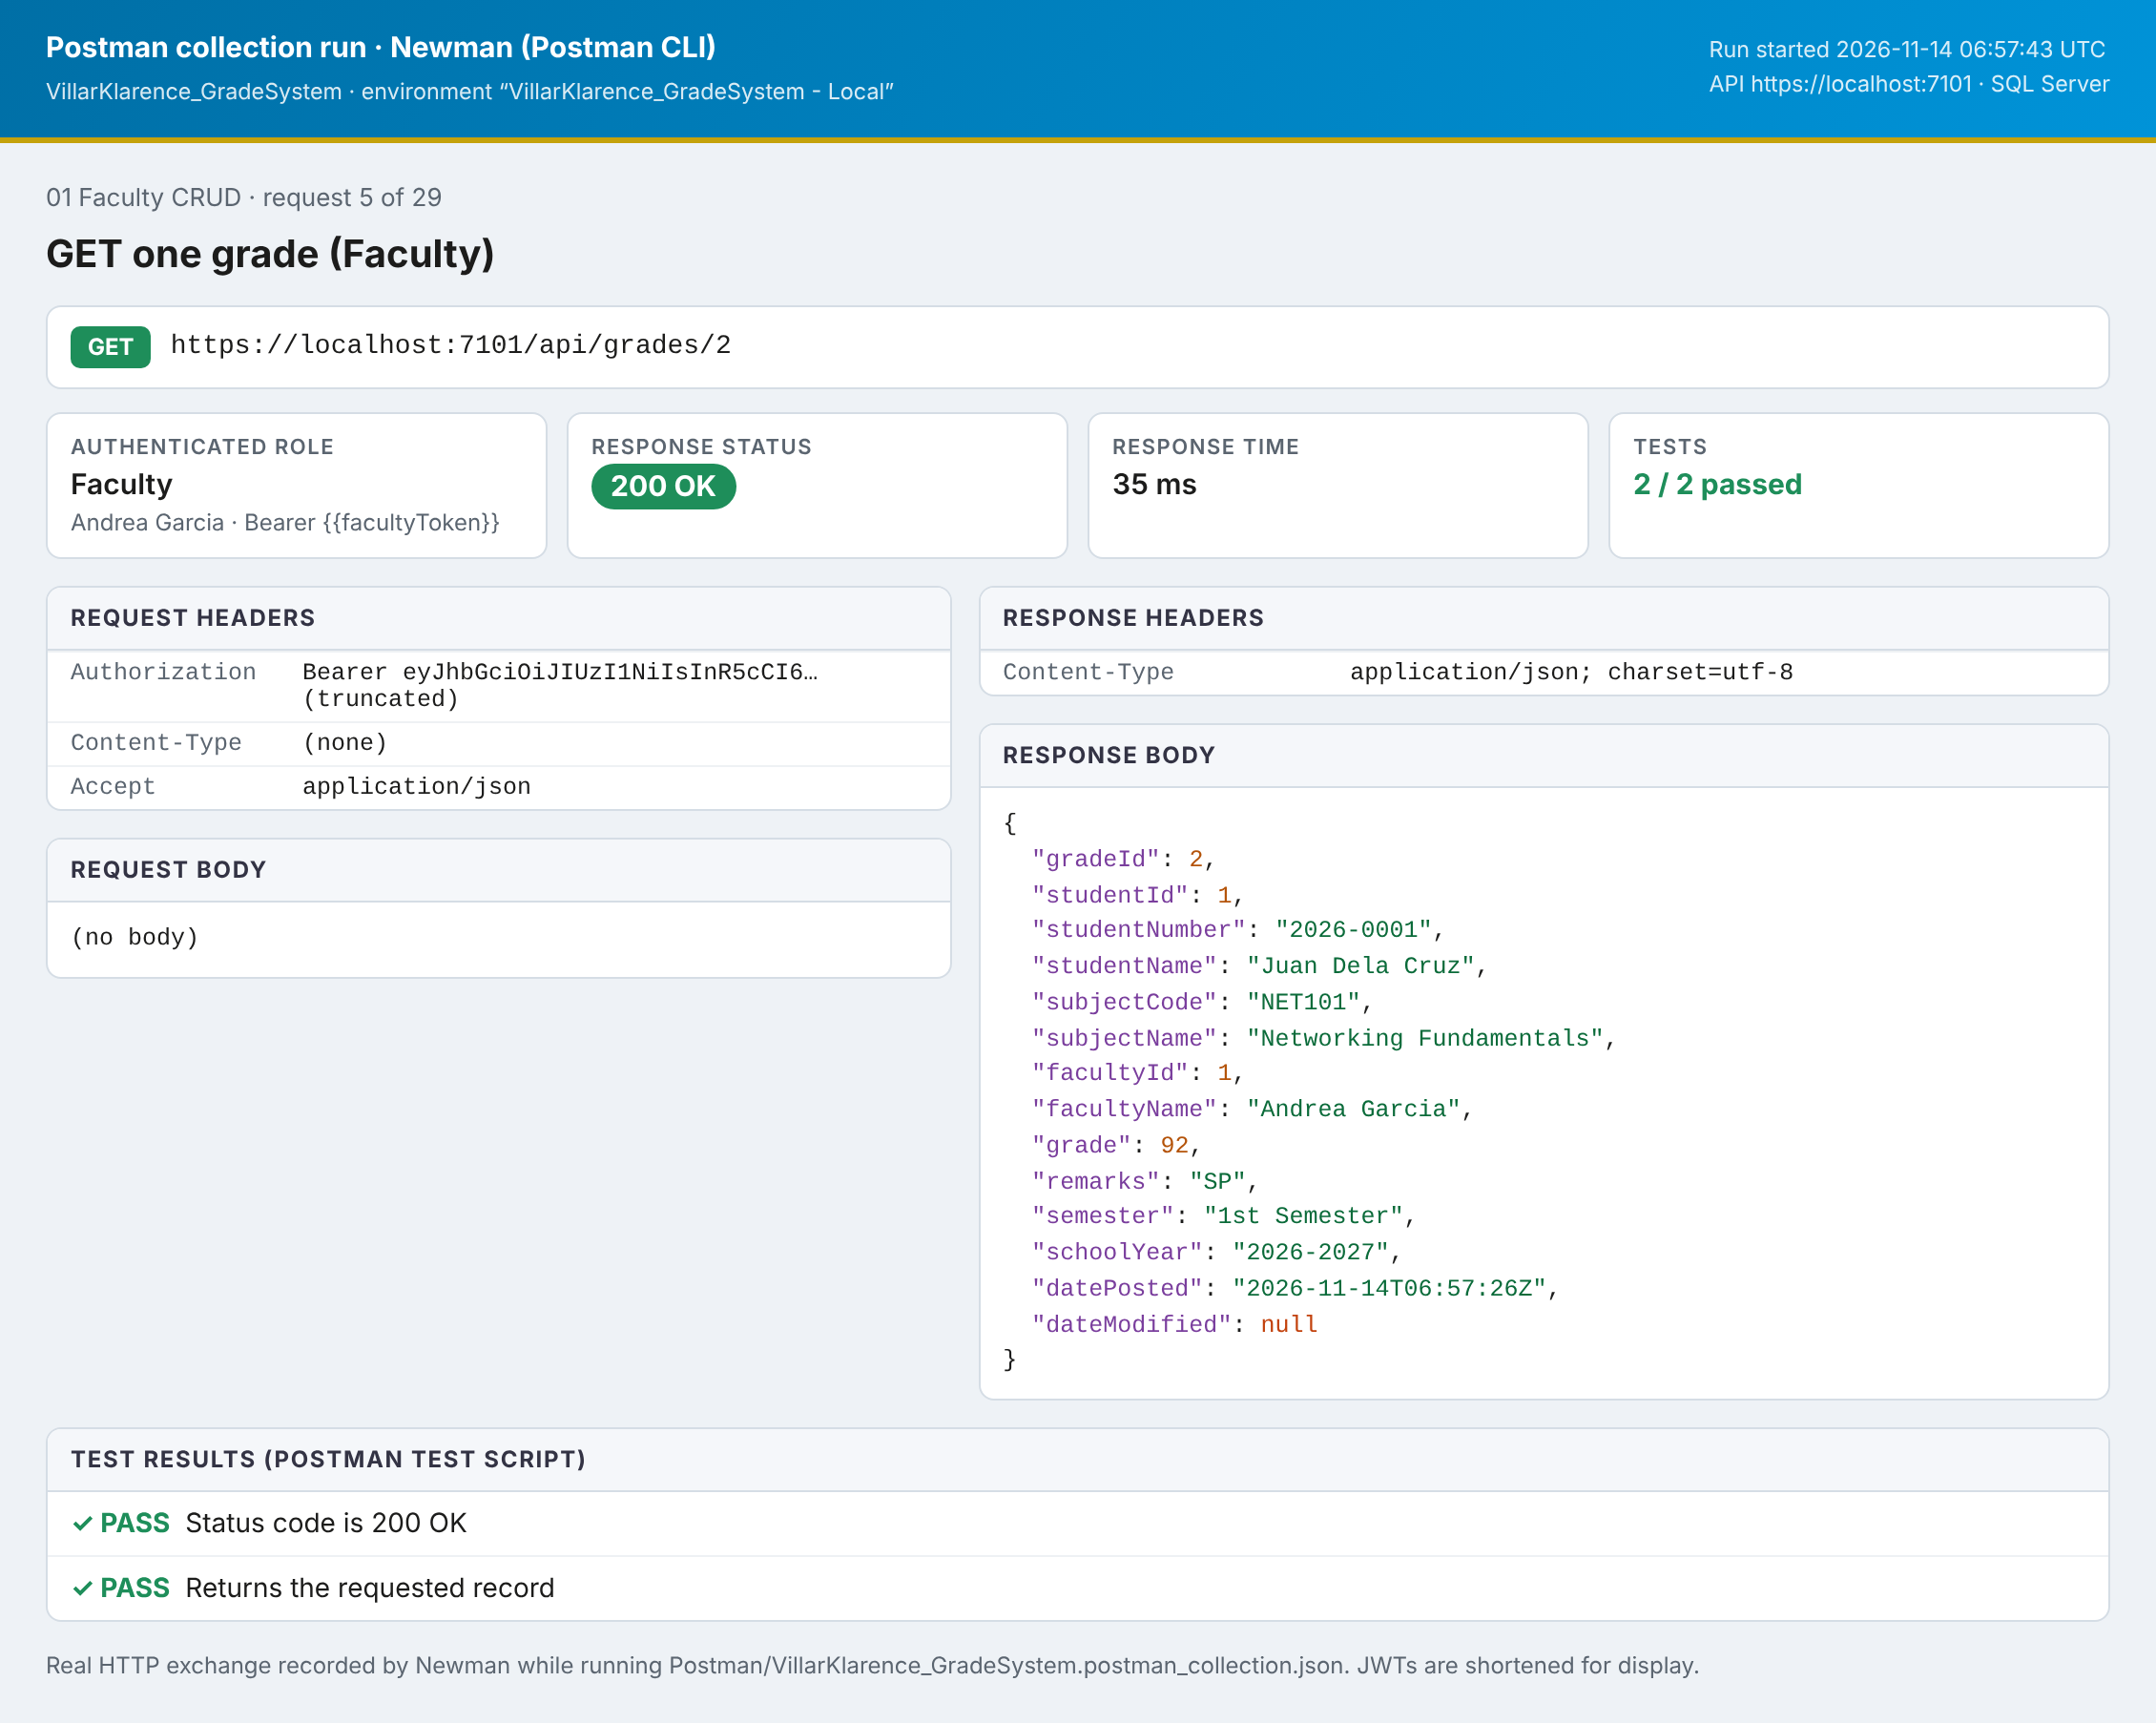 Postman collection run · Newman (Postman CLI)
VillarKlarence_GradeSystem · environment “VillarKlarence_GradeSystem - Local”
Run started 2026-11-14 06:57:43 UTC
API https://localhost:7101 · SQL Server
01 Faculty CRUD · request 5 of 29
GET one grade (Faculty)
GET https://localhost:7101/api/grades/2
AUTHENTICATED ROLE
Faculty
Andrea Garcia · Bearer {{facultyToken}}
RESPONSE STATUS
200 OK
RESPONSE TIME
35 ms
TESTS
2 / 2 passed
REQUEST HEADERS
Authorization Bearer eyJhbGciOiJIUzI1NiIsInR5cCI6…
(truncated)
Content-Type (none)
Accept application/json
REQUEST BODY
(no body)
RESPONSE HEADERS
Content-Type application/json; charset=utf-8
RESPONSE BODY
{
"gradeId": 2,
"studentId": 1,
"studentNumber": "2026-0001",
"studentName": "Juan Dela Cruz",
"subjectCode": "NET101",
"subjectName": "Networking Fundamentals",
"facultyId": 1,
"facultyName": "Andrea Garcia",
"grade": 92,
"remarks": "SP",
"semester": "1st Semester",
"schoolYear": "2026-2027",
"datePosted": "2026-11-14T06:57:26Z",
"dateModified": null
}
TEST RESULTS (POSTMAN TEST SCRIPT)
✓ PASS Status code is 200 OK
✓ PASS Returns the requested record
Real HTTP exchange recorded by Newman while running Postman/VillarKlarence_GradeSystem.postman_collection.json. JWTs are shortened for display.